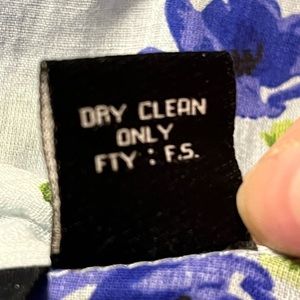 DRY CLEAN
ONLY
FTY : F.S.